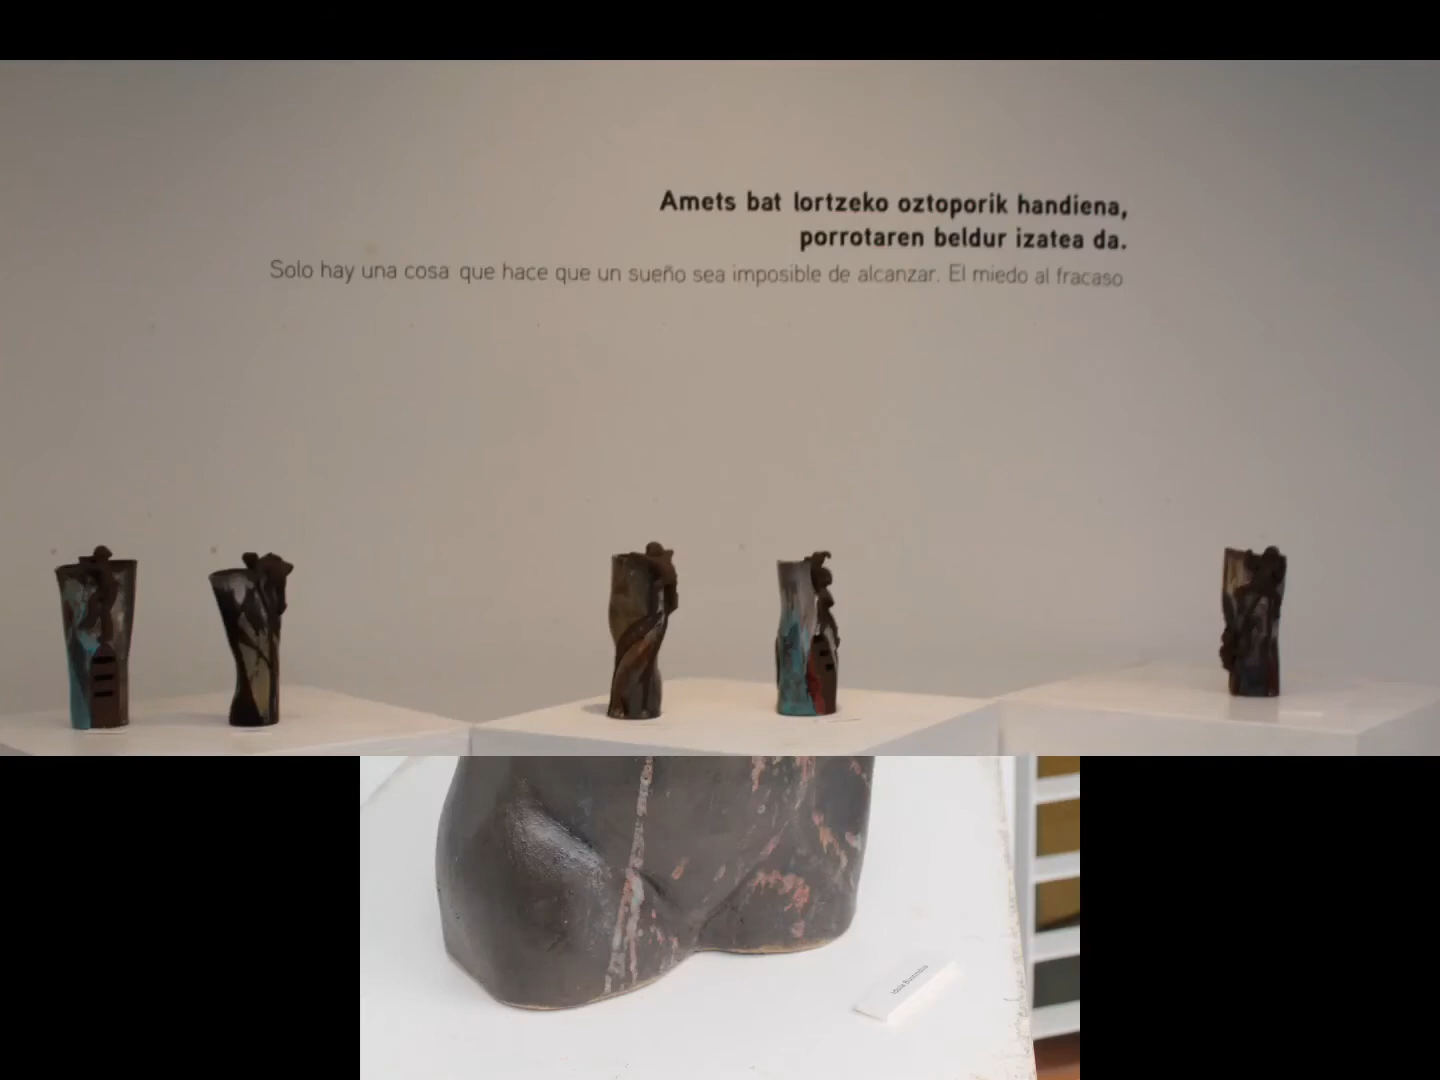 Amets bat lortzeko oztoporik handiena,
porrotaren beldur izatea da.
Solo hay una cosa que hace que un sueño sea imposible de alcanzar. El miedo al fracaso